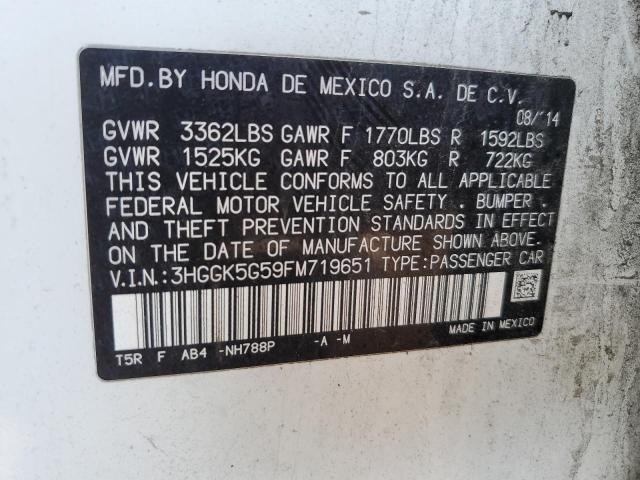 MFD.BY HONDA DE MEXICO S.A. DE C.V.
08/'14
GVWR 3362LBS GAWR F 1770LBS R 1592LBS
GVWR 1525KG GAWR F 803KG R 722KG
THIS VEHICLE CONFORMS TO ALL APPLICABLE
FEDERAL MOTOR VEHICLE SAFETY . BUMPER .
AND THEFT PREVENTION STANDARDS IN EFFECT
ON THE DATE OF MANUFACTURE SHOWN ABOVE.
V.I.N.:3HGGK5G59FM719651 TYPE:PASSENGER CAR
T5R F AB4 -NH788P -A -M MADE IN MEXICO